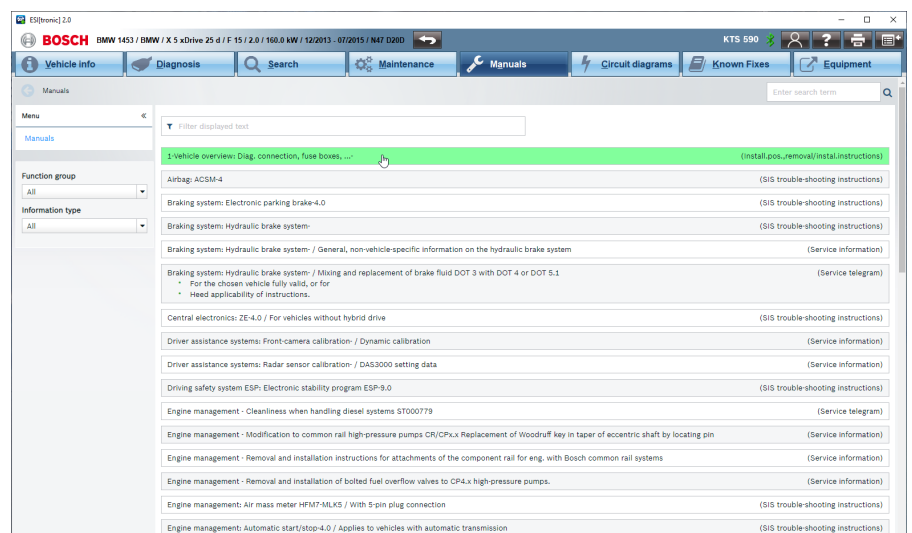 ESI[tronic] 2.0
BOSCH BMW 1453 / BMW / X 5 xDrive 25 d / F 15 / 2.0 / 160.0 kW / 12/2013 - 07/2015 / N47 D20D KTS 590
Vehicle info Diagnosis Search Maintenance Manuals Circuit diagrams Known Fixes Equipment
Manuals Enter search term
Menu «
Filter displayed text
Manuals
1-Vehicle overview: Diag. connection, fuse boxes, ...- (Install.pos.,removal/instal.instructions)
Function group
All
Information type
All
Airbag: ACSM-4 (SIS trouble-shooting instructions)
Braking system: Electronic parking brake-4.0 (SIS trouble-shooting instructions)
Braking system: Hydraulic brake system- (SIS trouble-shooting instructions)
Braking system: Hydraulic brake system- / General, non-vehicle-specific information on the hydraulic brake system (Service information)
Braking system: Hydraulic brake system- / Mixing and replacement of brake fluid DOT 3 with DOT 4 or DOT 5.1 (Service telegram)
* For the chosen vehicle fully valid, or for
* Heed applicability of instructions.
Central electronics: ZE-4.0 / For vehicles without hybrid drive (SIS trouble-shooting instructions)
Driver assistance systems: Front-camera calibration- / Dynamic calibration (Service information)
Driver assistance systems: Radar sensor calibration- / DAS3000 setting data (Service information)
Driving safety system ESP: Electronic stability program ESP-9.0 (SIS trouble-shooting instructions)
Engine management - Cleanliness when handling diesel systems ST000779 (Service telegram)
Engine management - Modification to common rail high-pressure pumps CR/CPx.x Replacement of Woodruff key in taper of eccentric shaft by locating pin (Service information)
Engine management - Removal and installation instructions for attachments of the component rail for eng. with Bosch common rail systems (Service information)
Engine management - Removal and installation of bolted fuel overflow valves to CP4.x high-pressure pumps. (Service information)
Engine management: Air mass meter HFM7-MLK5 / With 5-pin plug connection (SIS trouble-shooting instructions)
Engine management: Automatic start/stop-4.0 / Applies to vehicles with automatic transmission (SIS trouble-shooting instructions)